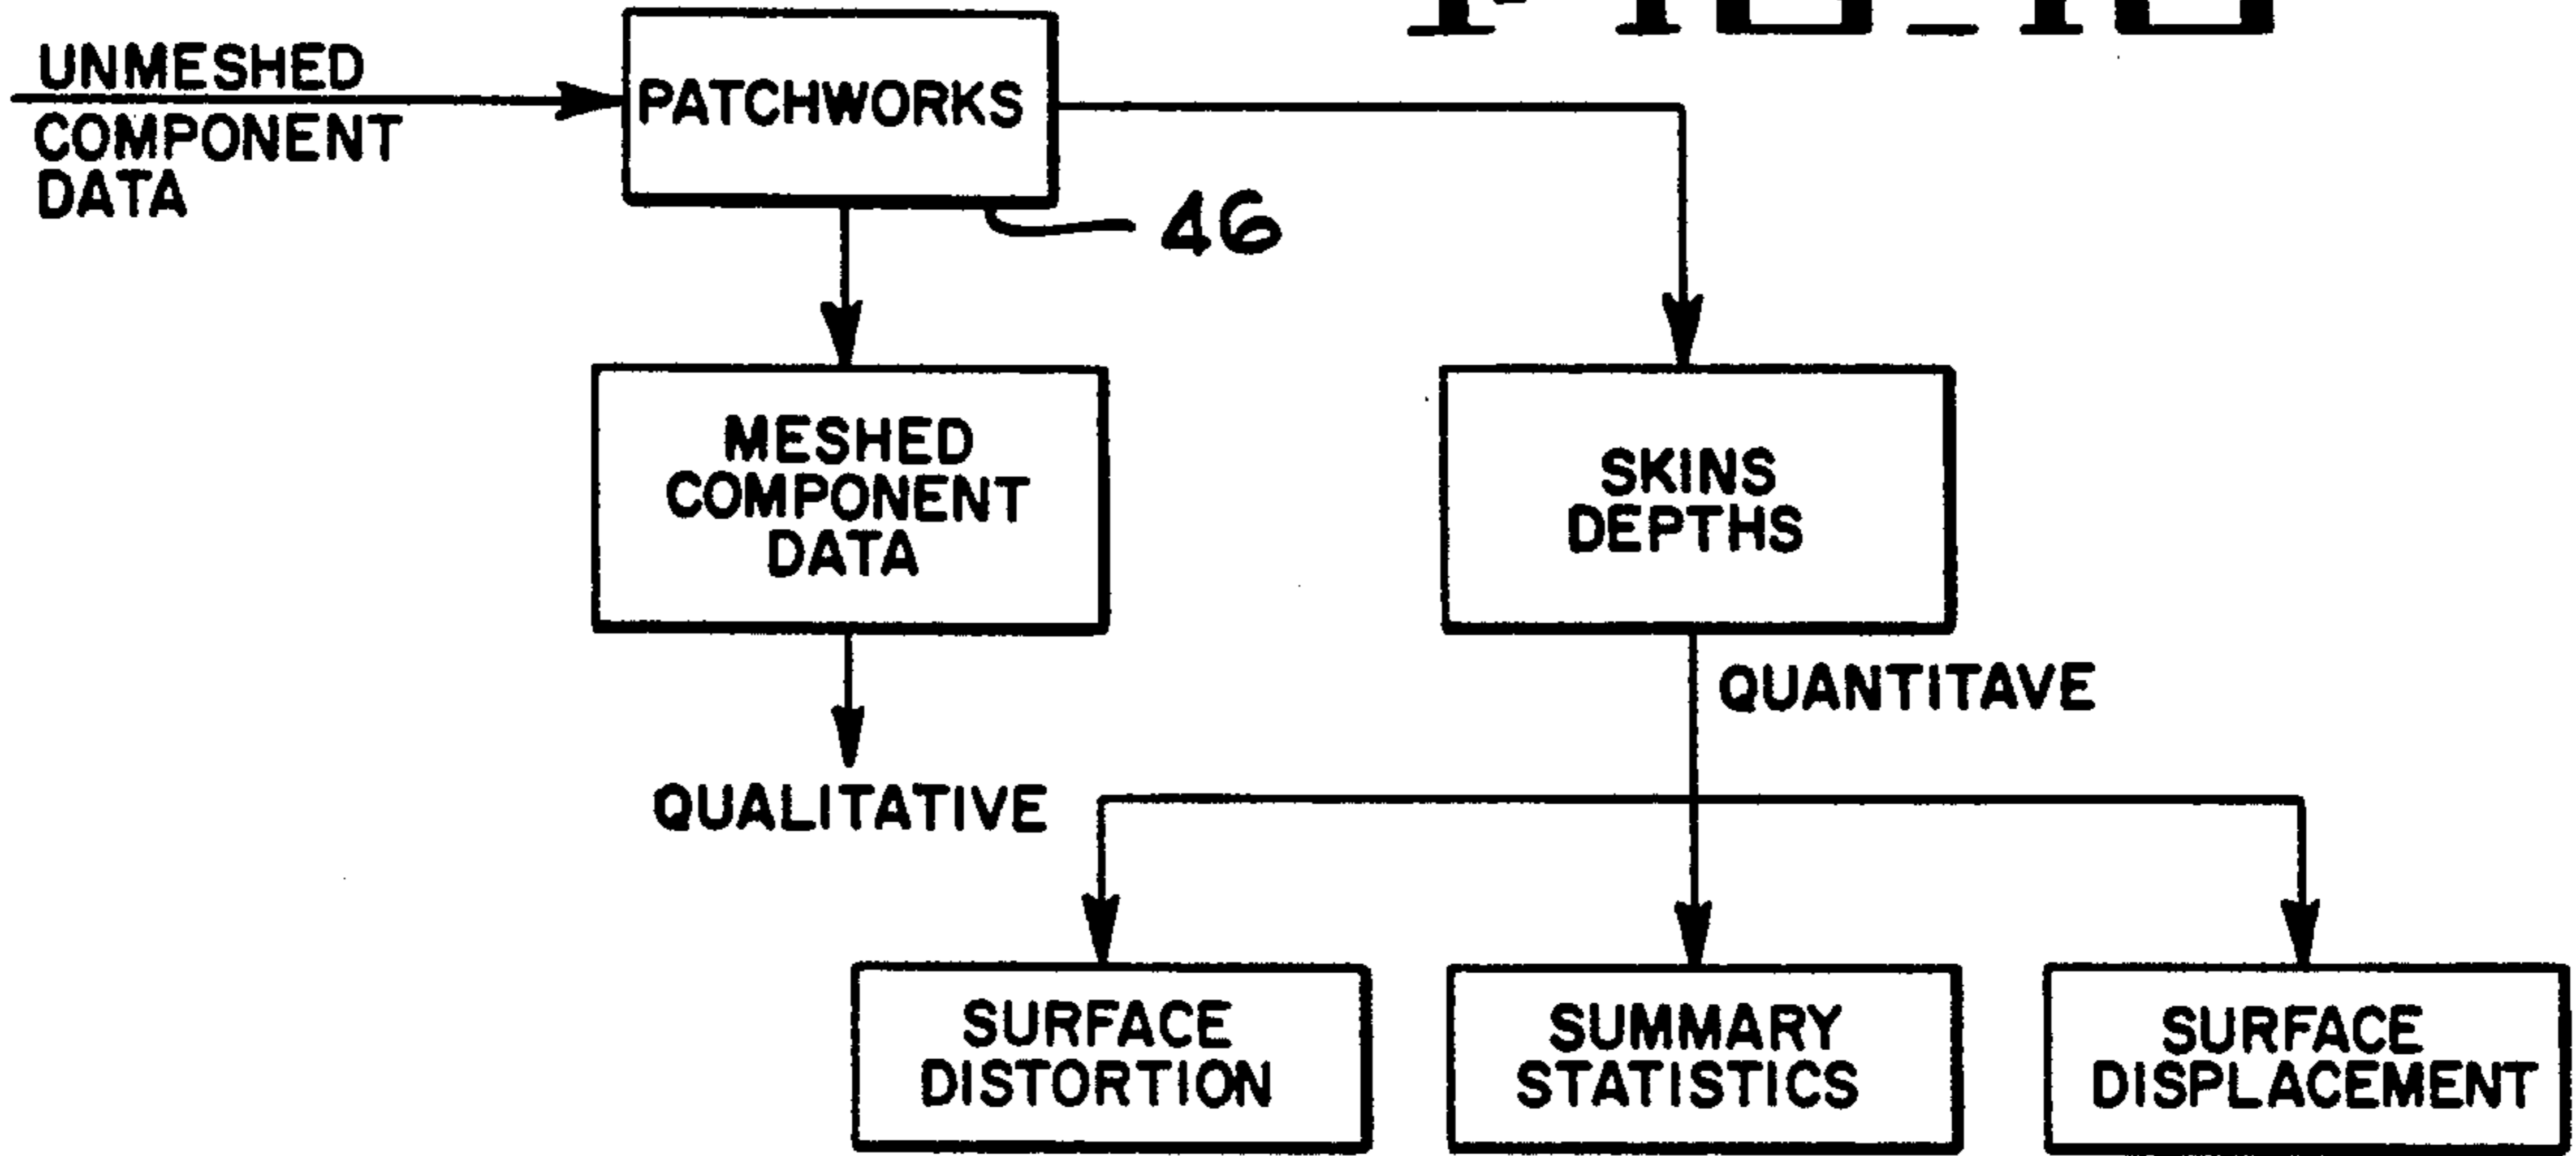 UNMESHED
COMPONENT
DATA
PATCHWORKS
46
MESHED
COMPONENT
DATA
SKINS
DEPTHS
QUANTITAVE
QUALITATIVE
SURFACE
DISTORTION
SUMMARY
STATISTICS
SURFACE
DISPLACEMENT